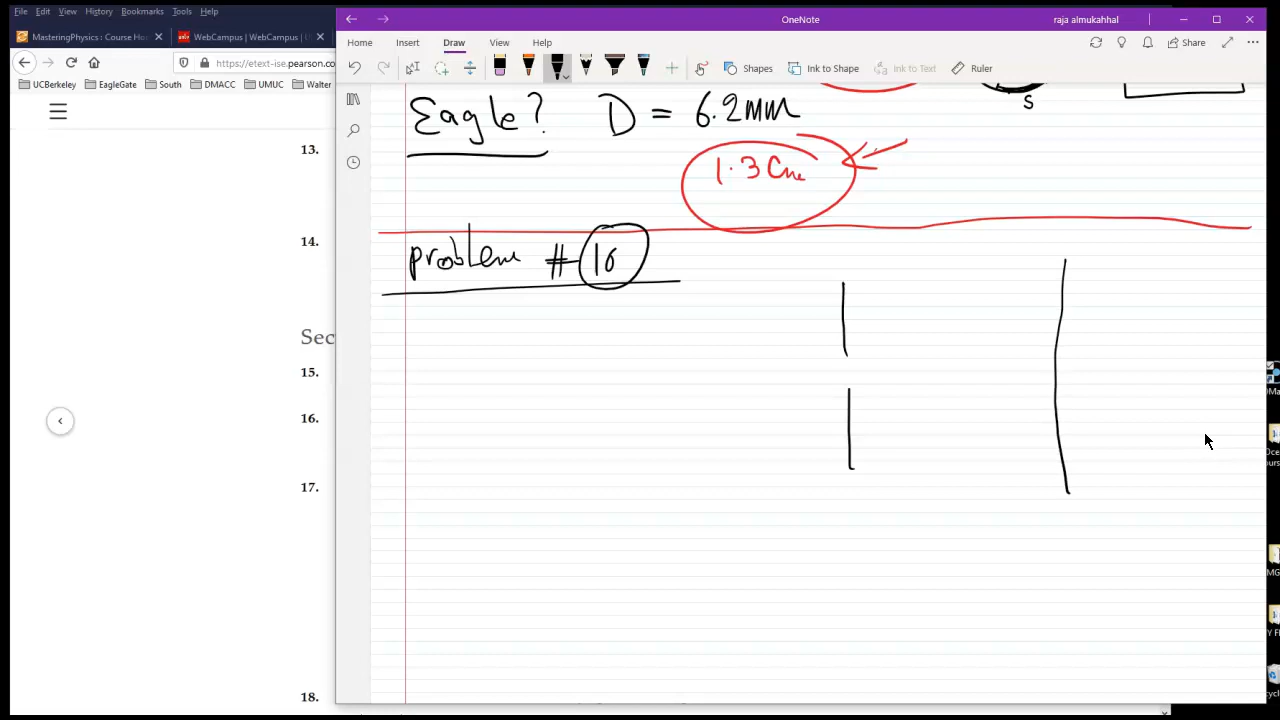 File Edit View History Bookmarks Tools Help
MasteringPhysics : Course Ho
WebCampus | WebCampus | U
https://etext-ise.pearson.co
UCBerkeley EagleGate South DMACC UMUC Walter
OneNote
raja almukahhal
Home Insert Draw View Help
Share
Shapes Ink to Shape Ink to Text Ruler
s
Eagle? D = 6.2mm
1.3 Cm
problem # 16
13.
14.
Sec
15.
16.
17.
18.